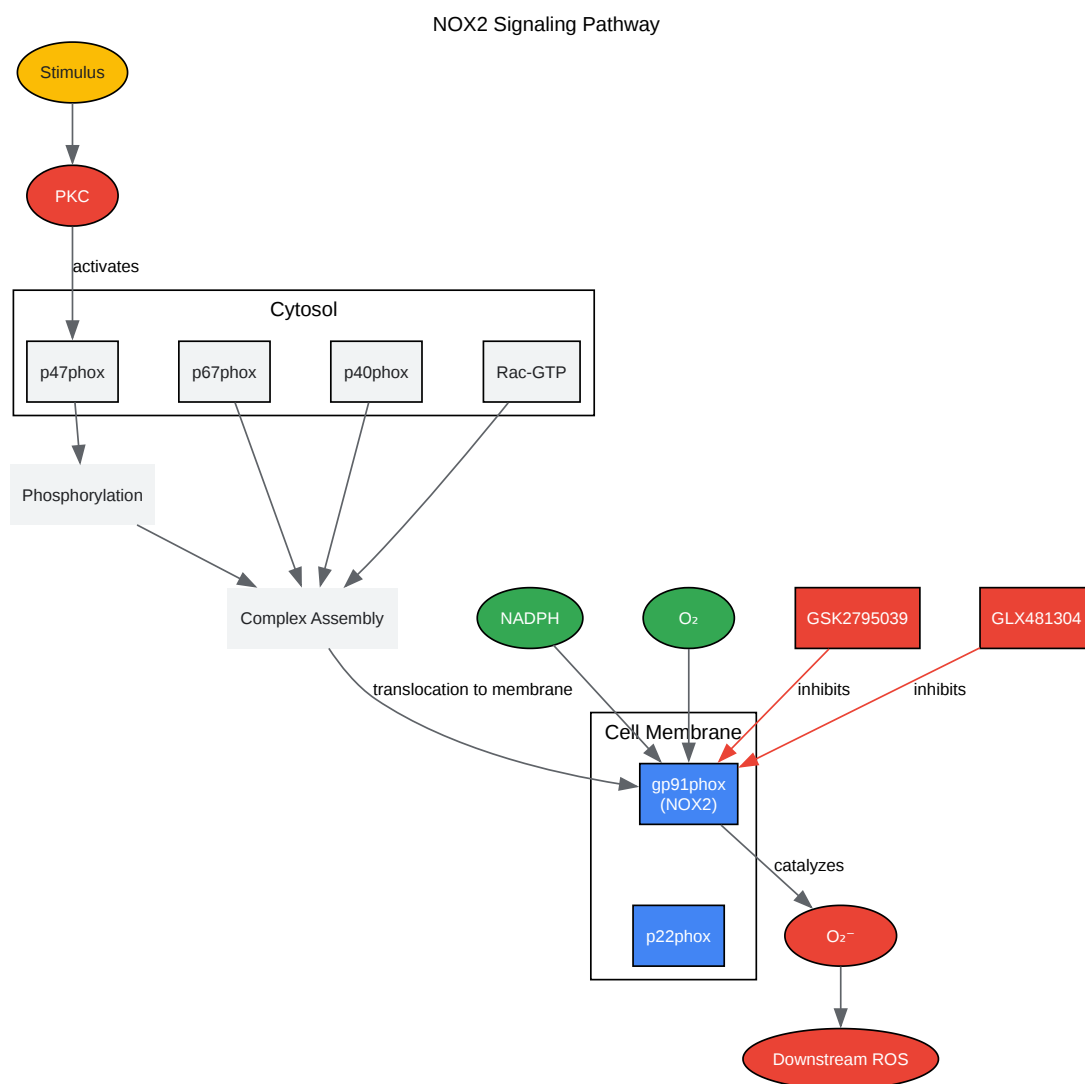 NOX2 Signaling Pathway
Stimulus
PKC
activates
Cytosol
p47phox
p67phox
p40phox
Rac-GTP
Phosphorylation
Complex Assembly
NADPH
O₂
GSK2795039
GLX481304
translocation to membrane
inhibits
inhibits
Cell Membrane
gp91phox
(NOX2)
catalyzes
p22phox
O₂⁻
Downstream ROS